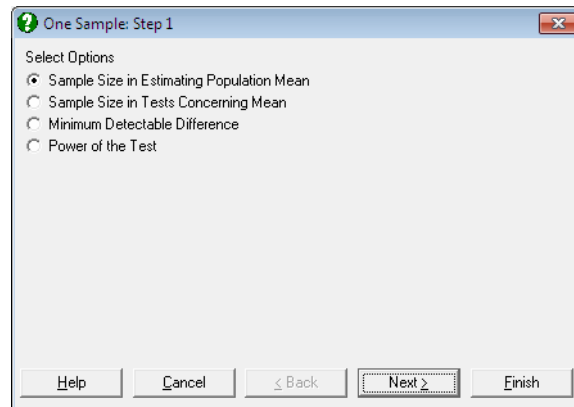 One Sample: Step 1
Select Options
Sample Size in Estimating Population Mean
Sample Size in Tests Concerning Mean
Minimum Detectable Difference
Power of the Test
Help Cancel < Back Next > Finish